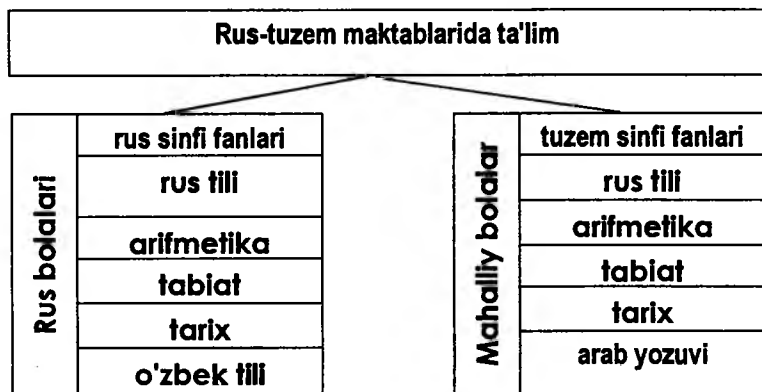 Rus-tuzem maktablarida ta'lim
Rus bolalari
rus sinfi fanlari
rus tili
arifmetika
tabiat
tarix
o'zbek tili
Mahalliy bolalar
tuzem sinfi fanlari
rus tili
arifmetika
tabiat
tarix
arab yozuvi